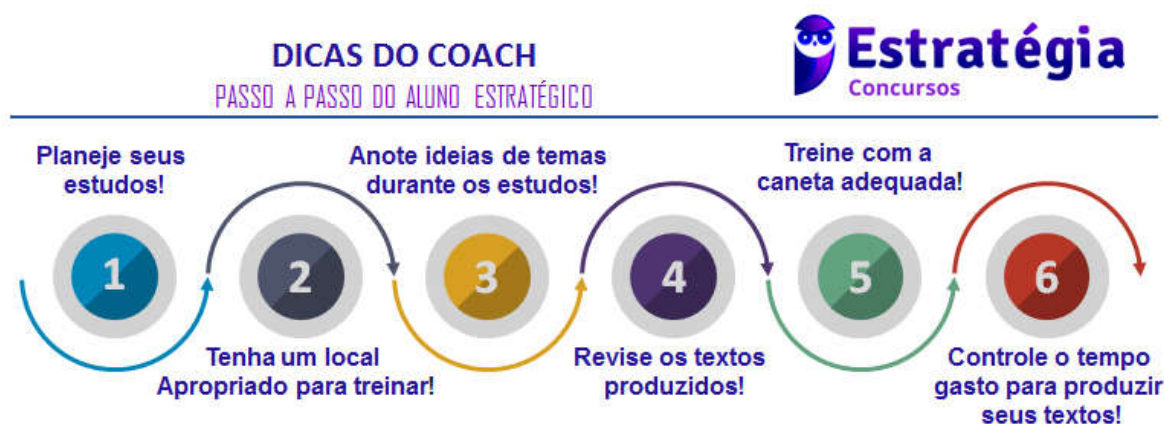 DICAS DO COACH
PASSO A PASSO DO ALUNO ESTRATÉGICO
Estratégia
Concursos
Planeje seus
estudos!
1
2
Tenha um local
Apropriado para treinar!
Anote ideias de temas
durante os estudos!
3
4
Revise os textos
produzidos!
Treine com a
caneta adequada!
5
6
Controle o tempo
gasto para produzir
seus textos!